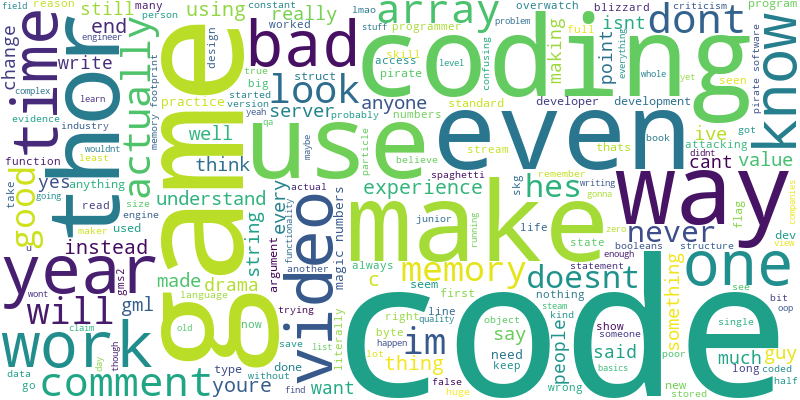 code
game
coding
make
even
use
way
thor
time
year
video
work
bad
one
know
array
dont
look
comment
will
good
actually
memory
never
doesnt
hes
im
experience
string
something
people
thing
understand
think
instead
end
using
still
really
change
write
server
anyone
well
yes
made
drama
gml
youre
want
every
say
said
much
guy
value
cant
ive
isnt
point
making
programmer
skill
practice
function
industry
evidence
complex
learn
reason
field
many
person
constant
worked
lmao
stuff
overwatch
blizzard
criticism
program
problem
full
everything
whole
yet
seen
pirate software
design
access
pirate
level
confusing
struct
true
big
started
version
yeah
qa
maybe
probably
numbers
standard
developer
development
thats
book
got
didnt
attacking
believe
stream
particle
spaghetti
remember
writing
gonna
companies
view
engineer
memory footprint
wouldnt
least
take
going
anything
read
size
engine
used
maker
c
gms2
argument
functionality
actual
another
magic numbers
junior
life
skg
state
running
zero
booleans
structure
statement
enough
flag
dev
see
bit
oop
single
poor
long
coded
new
stored
half
basics
wrong
show
someone
happen
kind
steam
nothing
need
keep
object
quality
line
first
seem
always
right
byte
lot
false
huge
literally
list
save
trying
find
done
without
type
now
old
language
day
though
wont
claim
data
go